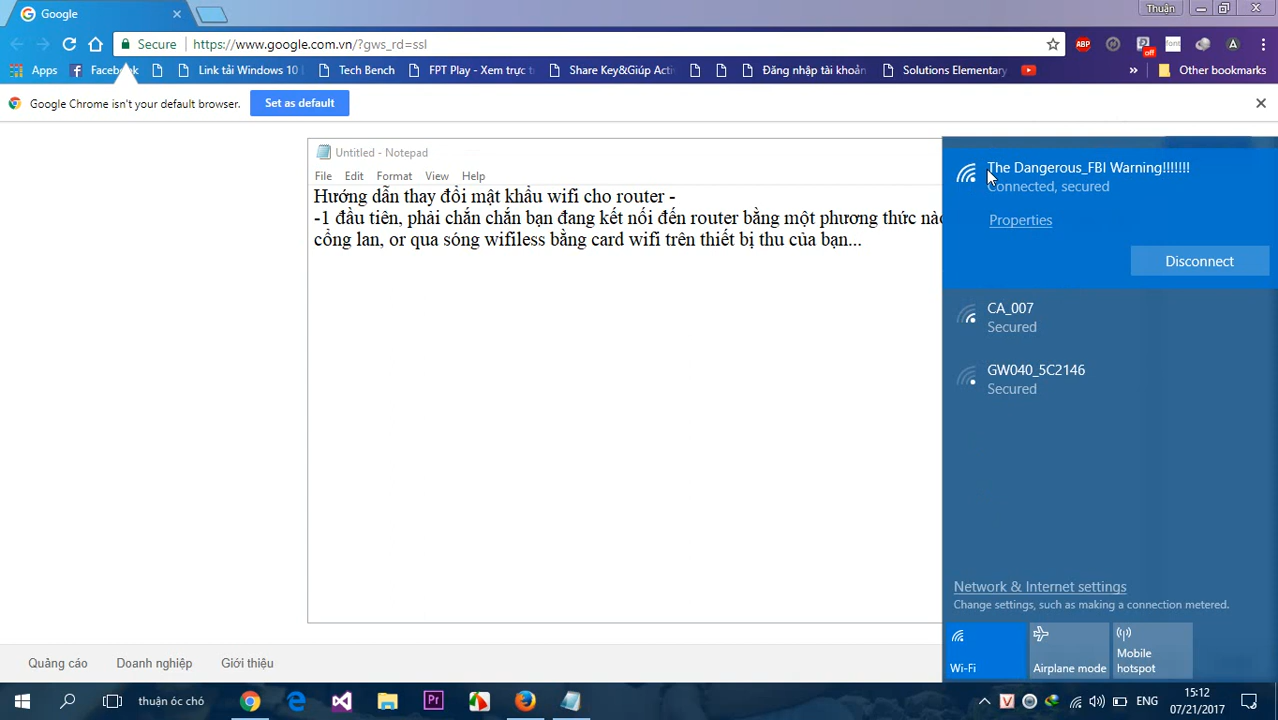 Google
Thuận
Secure https://www.google.com.vn/?gws_rd=ssl
ABP
off
Apps Facebook Link tải Windows 10 Tech Bench FPT Play - Xem trực t Share Key&Giúp Acti Đăng nhập tài khoản Solutions Elementary » Other bookmarks
Google Chrome isn't your default browser. Set as default
Untitled - Notepad
File Edit Format View Help
Hướng dẫn thay đổi mật khẩu wifi cho router -
-1 đầu tiên, phải chắn chắn bạn đang kết nối đến router bằng một phương thức nào
công lan, or qua sóng wifiless bằng card wifi trên thiết bị thu của bạn...
The Dangerous_FBI Warning!!!!!!!
Connected, secured
Properties
Disconnect
CA_007
Secured
GW040_5C2146
Secured
Network & Internet settings
Change settings, such as making a connection metered.
Wi-Fi
Airplane mode
Mobile
hotspot
Quảng cáo Doanh nghiệp Giới thiệu
thuận óc chó
Pr
V
ENG
15:12
07/21/2017